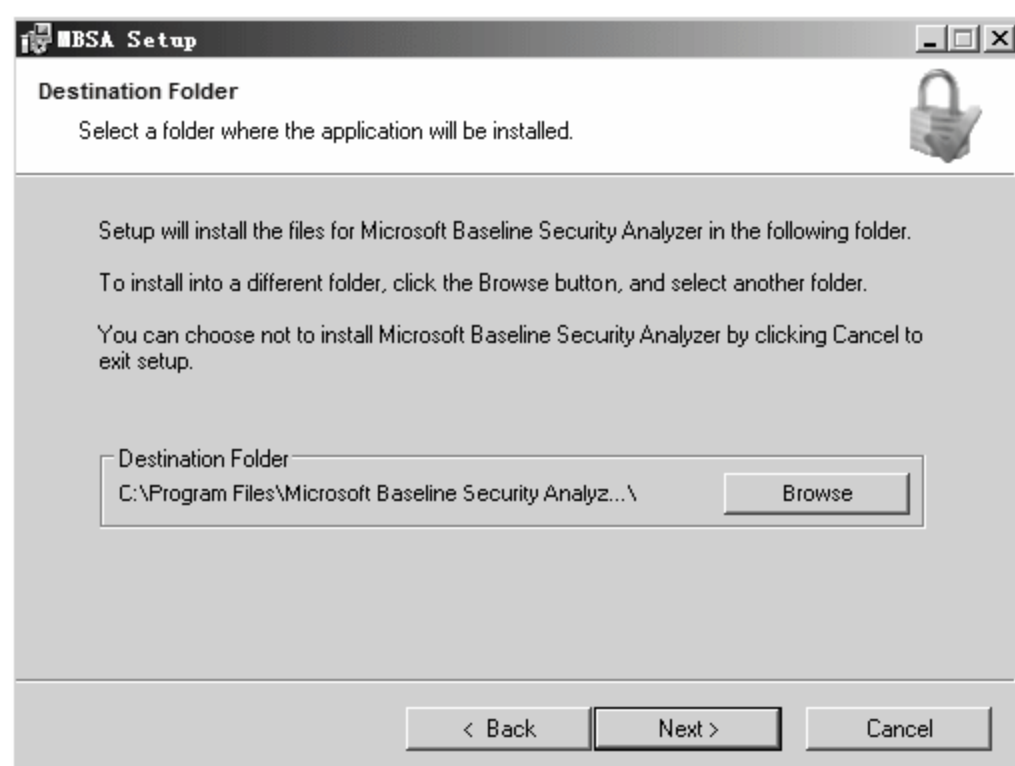 MBSA Setup
Destination Folder
Select a folder where the application will be installed.
Setup will install the files for Microsoft Baseline Security Analyzer in the following folder.
To install into a different folder, click the Browse button, and select another folder.
You can choose not to install Microsoft Baseline Security Analyzer by clicking Cancel to
exit setup.
Destination Folder
C:\Program Files\Microsoft Baseline Security Analyz...\
Browse
< Back
Next >
Cancel